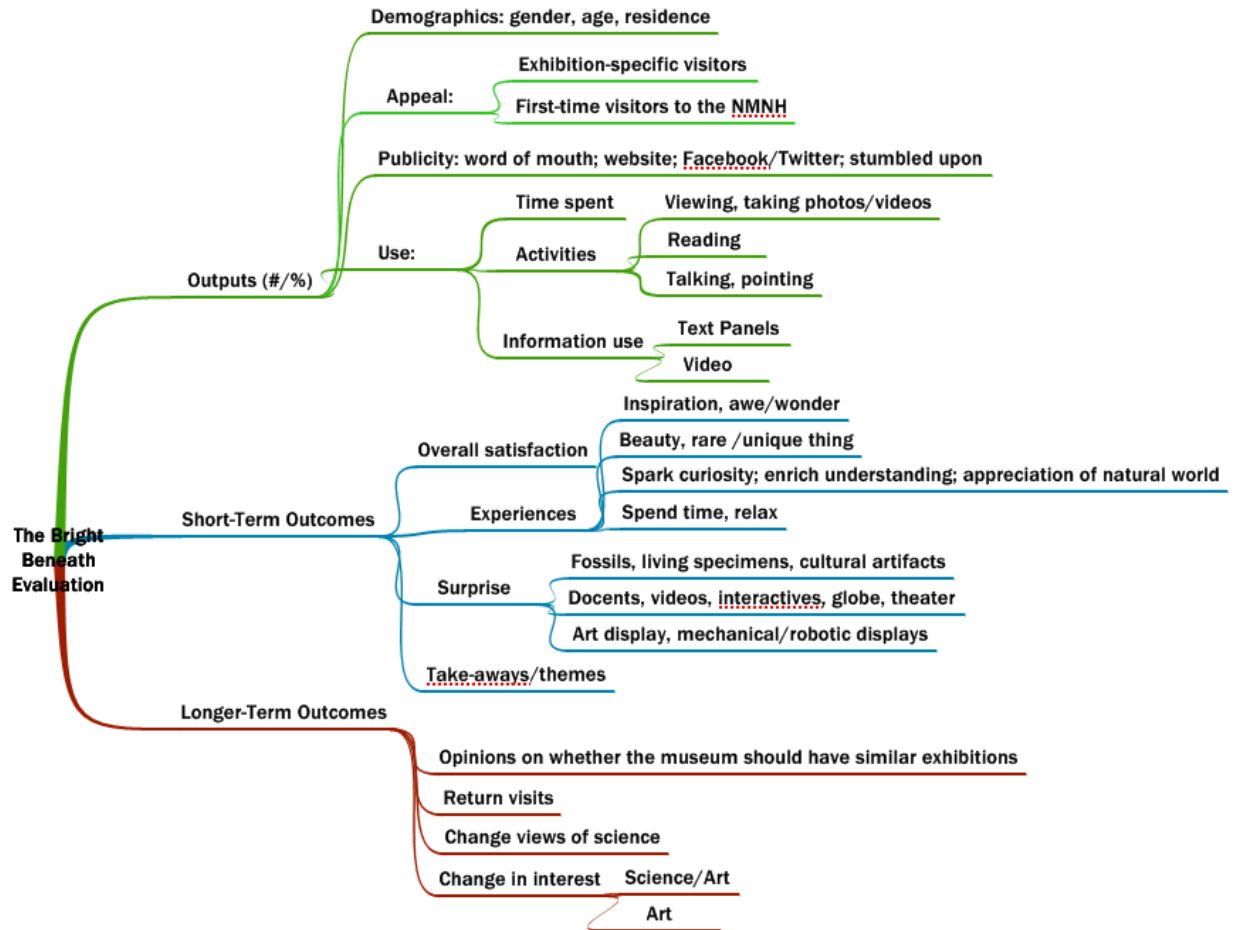 Demographics: gender, age, residence
Exhibition-specific visitors
Appeal:
First-time visitors to the NMNH
Publicity: word of mouth; website; Facebook/Twitter; stumbled upon
Time spent
Viewing, taking photos/videos
Reading
Use:
Activities
Talking, pointing
Outputs (#/%)
Text Panels
Information use
Video
Inspiration, awe/wonder
Overall satisfaction
Beauty, rare /unique thing
Spark curiosity; enrich understanding; appreciation of natural world
Short-Term Outcomes
Experiences
Spend time, relax
The Bright
Beneath
Evaluation
Fossils, living specimens, cultural artifacts
Surprise
Docents, videos, interactives, globe, theater
Art display, mechanical/robotic displays
Take-aways/themes
Longer-Term Outcomes
Opinions on whether the museum should have similar exhibitions
Return visits
Change views of science
Change in interest
Science/Art
Art